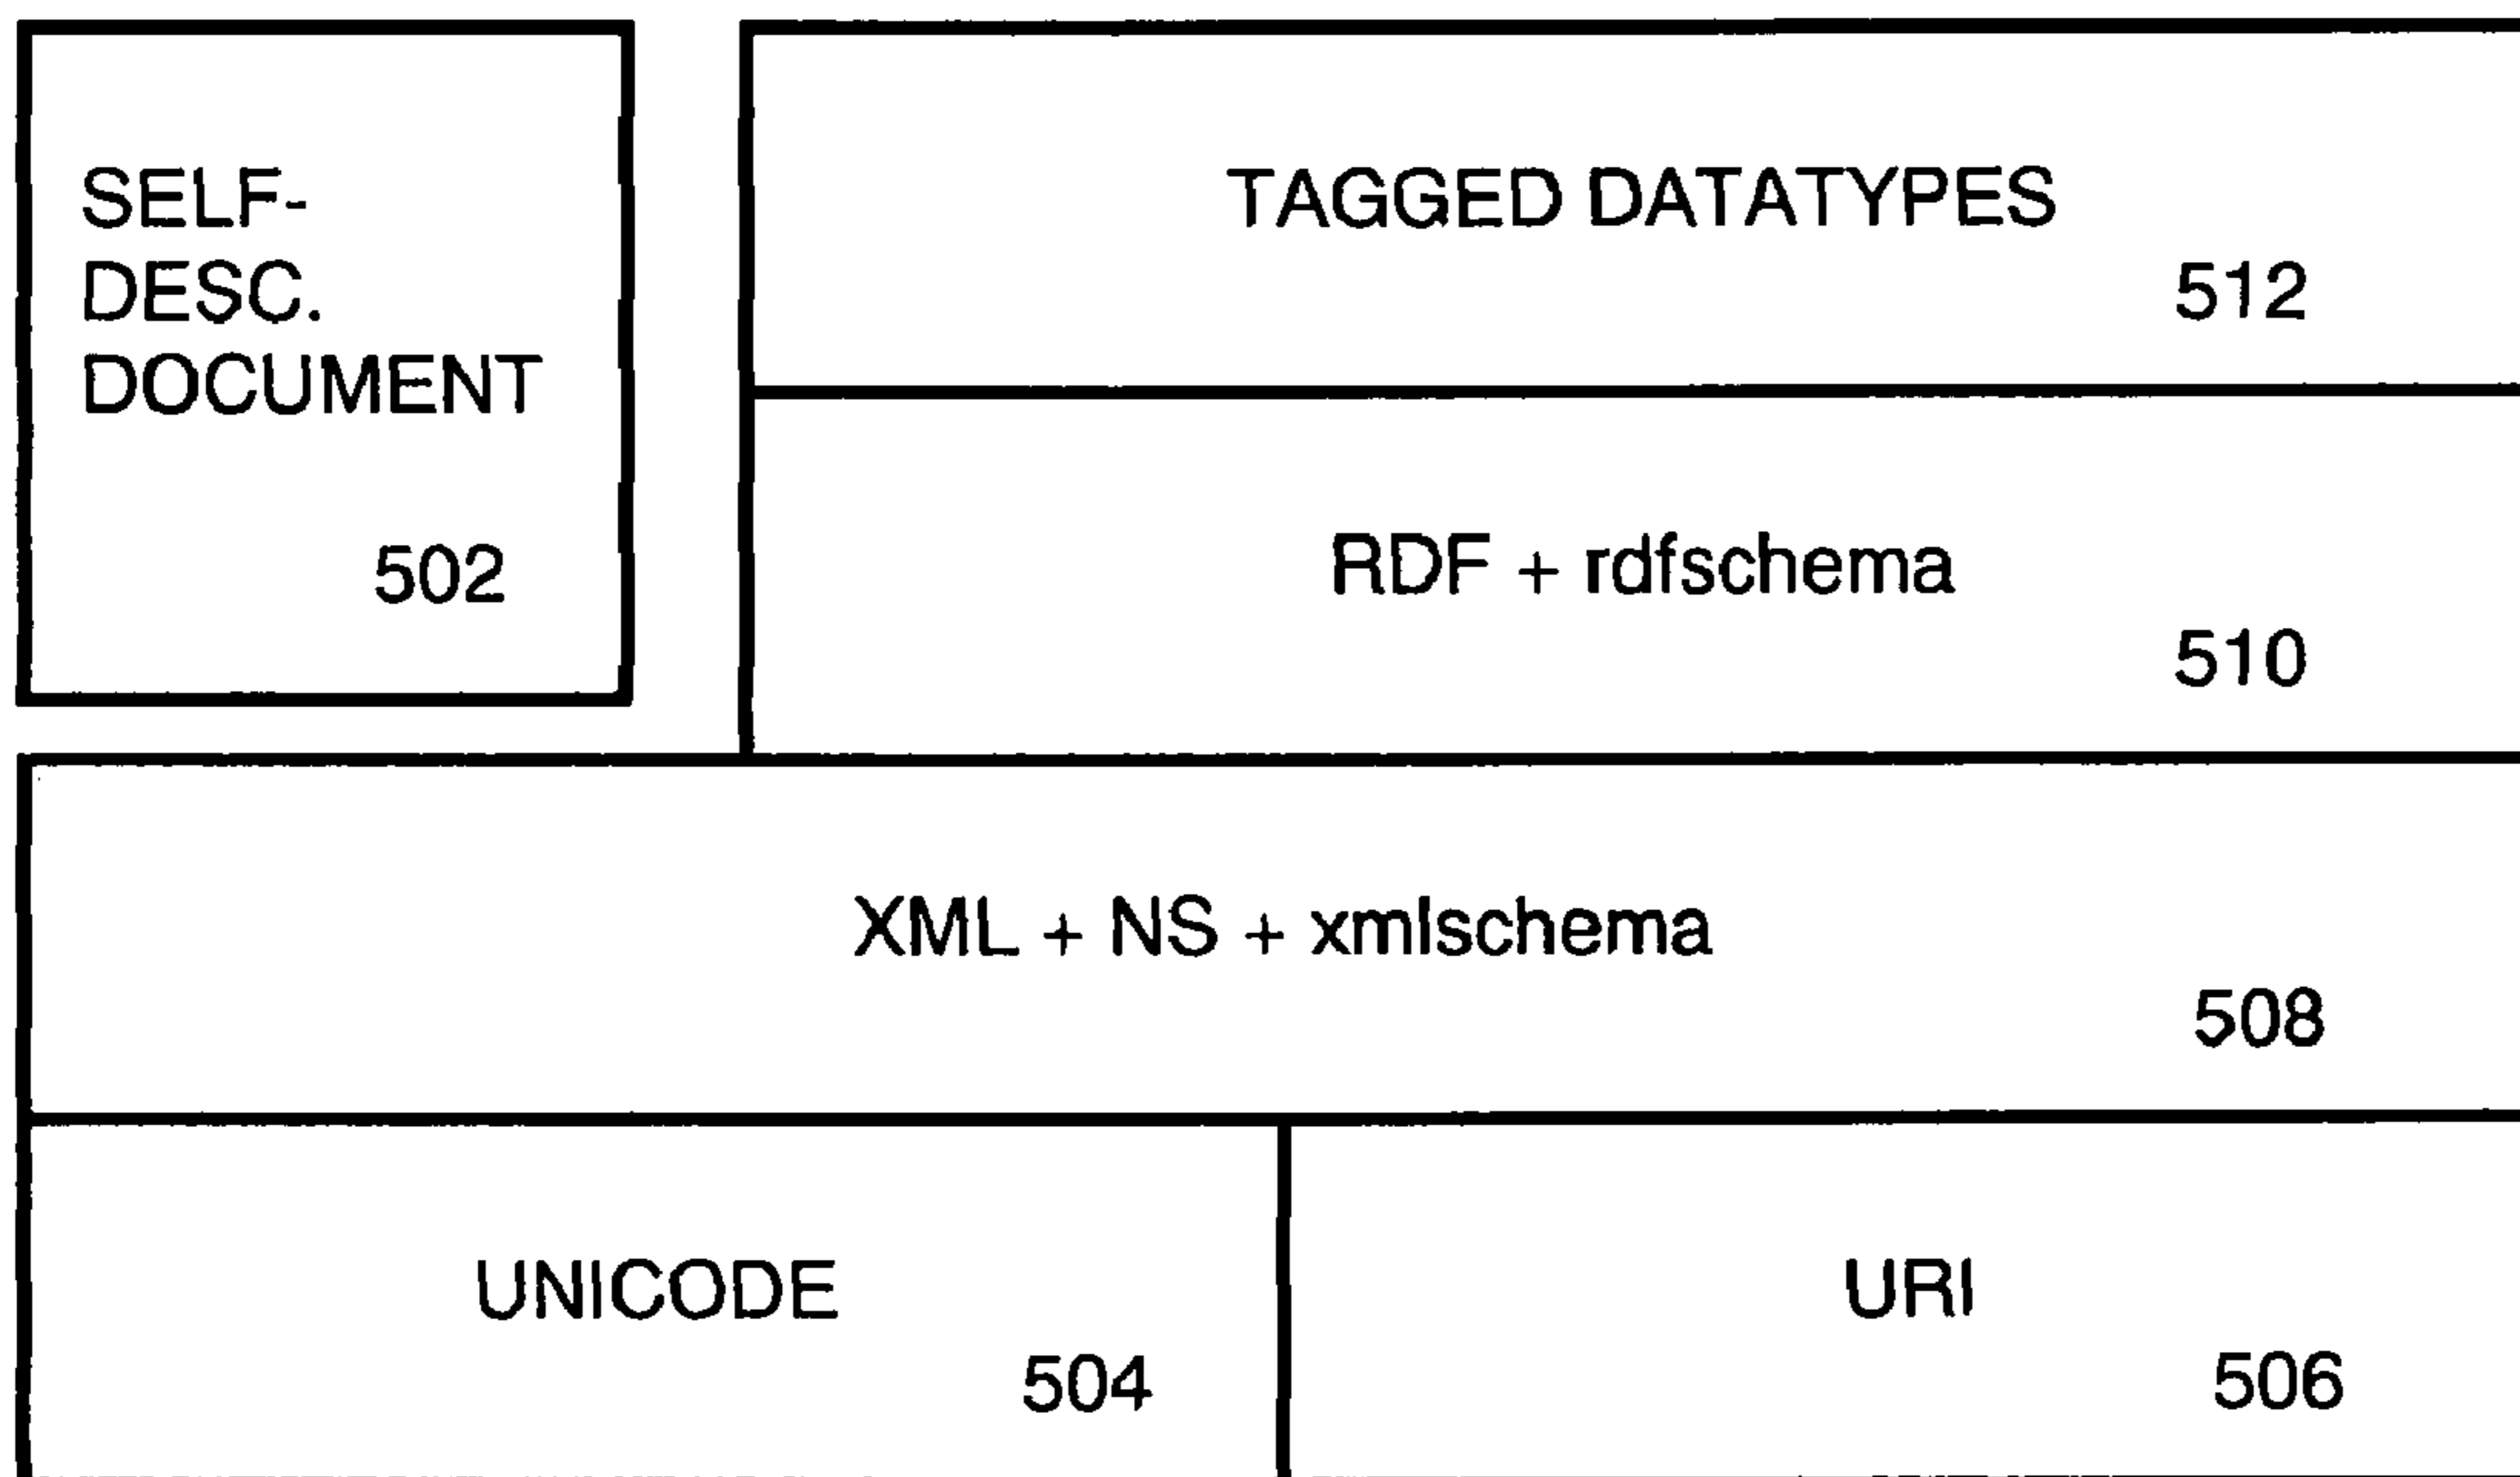 SELF-
DESC.
DOCUMENT
502
TAGGED DATATYPES
512
RDF + rdfschema
510
XML + NS + xmlschema
508
UNICODE
504
URI
506